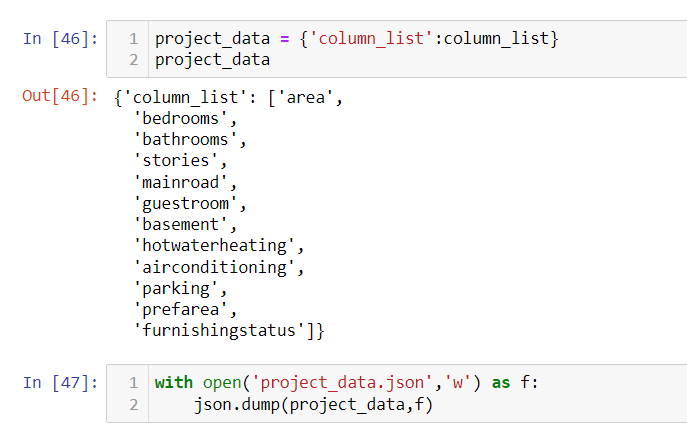 In [46]: 1 project_data = {'column_list':column_list}
2 project_data
Out[46]: {'column_list': ['area',
'bedrooms',
'bathrooms',
'stories',
'mainroad',
'guestroom',
'basement',
'hotwaterheating',
'airconditioning',
'parking',
'prefarea',
'furnishingstatus']}
In [47]: 1 with open('project_data.json','w') as f:
2 json.dump(project_data,f)